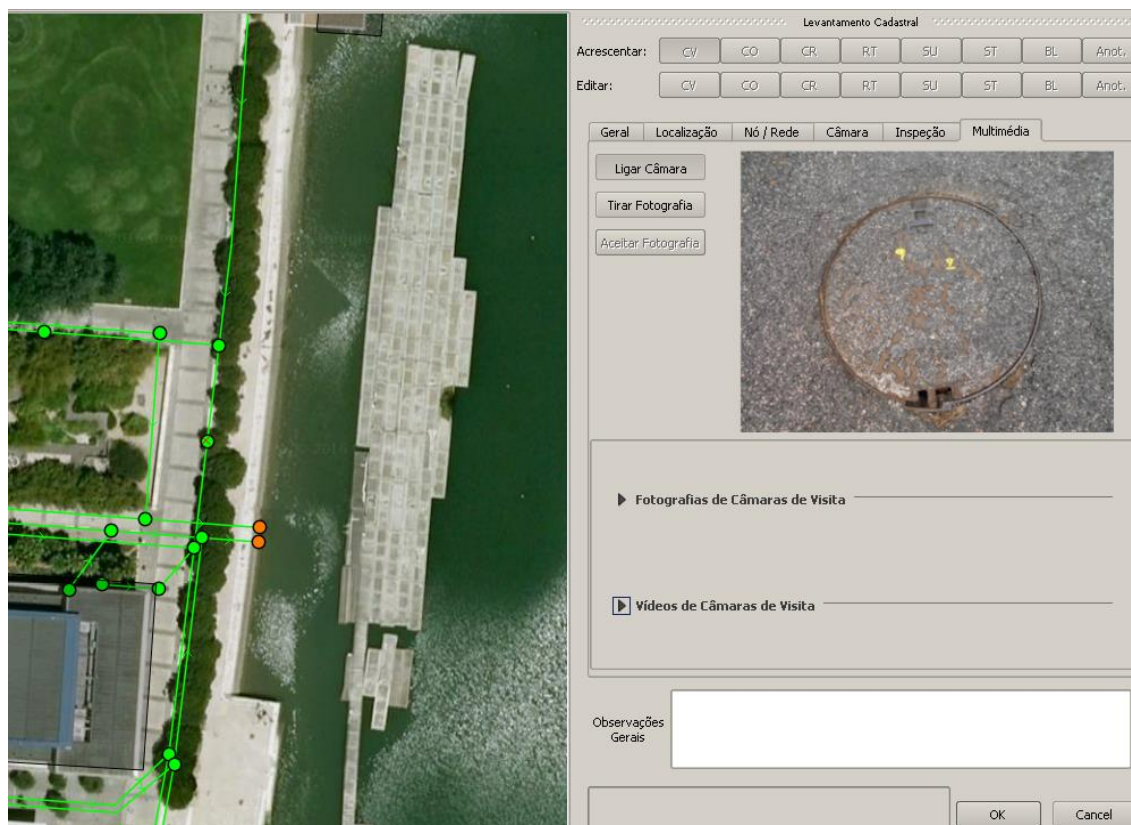 Levantamento Cadastral
Acrescentar: CV CO CR RT SU ST BL Anot.
Editar: CV CO CR RT SU ST BL Anot.
Geral Localização Nó / Rede Câmara Inspeção Multimédia
Ligar Câmara
Tirar Fotografia
Aceitar Fotografia
Fotografias de Câmaras de Visita
Vídeos de Câmaras de Visita
Observações
Gerais
OK Cancel